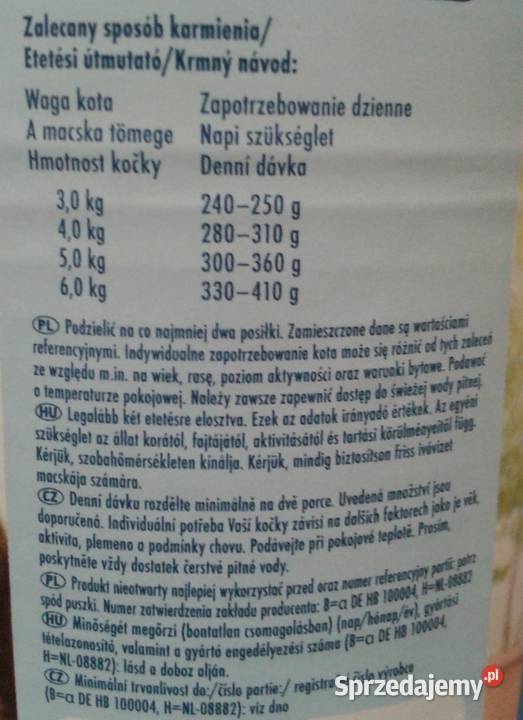 Zalecany sposób karmienia/
Etetési útmutató/Krmný návod:
Waga kota Zapotrzebowanie dzienne
A macska tömege Napi szükséglet
Hmotnost kočky Denní dávka
3,0 kg 240–250 g
4,0 kg 280–310 g
5,0 kg 300–360 g
6,0 kg 330–410 g
PL Podzielić na co najmniej dwa posiłki. Zamieszczone dane są wartościami
referencyjnymi. Indywidualne zapotrzebowanie kota może się różnić od tych zaleceń
ze względu m.in. na wiek, rasę, poziom aktywności oraz warunki bytowe. Podawać
o temperaturze pokojowej. Należy zawsze zapewnić dostęp do świeżej wody pitnej.
HU Legalább két etetésre elosztva. Ezek az adatok irányadó értékek. Az egyéni
szükséglet az állat korától, fajtájától, aktivitásától és tartási körülményeitől függ.
Kérjük, szobahőmérsékleten kínálja. Kérjük, mindig biztosítson friss ivóvizet
macskája számára.
CZ Denní dávku rozdělte minimálně na dvě porce. Uvedená množství jsou
doporučená. Individuální potřeba Vaší kočky závisí na dalších faktorech jako je věk,
aktivita, plemeno a podmínky chovu. Podávejte při pokojové teplotě. Prosím,
poskytněte vždy dostatek čerstvé pitné vody.
PL Produkt nieotwarty najlepiej wykorzystać przed oraz numer referencyjny partii: patrz
spód puszki. Numer zatwierdzenia zakładu producenta: B=α DE HB 100004, H=NL-08882
HU Minőségét megőrzi (bontatlan csomagolásban) (nap/hónap/év), gyártási
tételazonosító, valamint a gyártó engedélyezési száma (B=α DE HB 100004,
H=NL-08882): lásd a doboz alján.
CZ Minimální trvanlivost do:/číslo partie:/ registrační číslo výrobce
(B=α DE HB 100004, H=NL-08882): viz dno
Sprzedajemy.pl